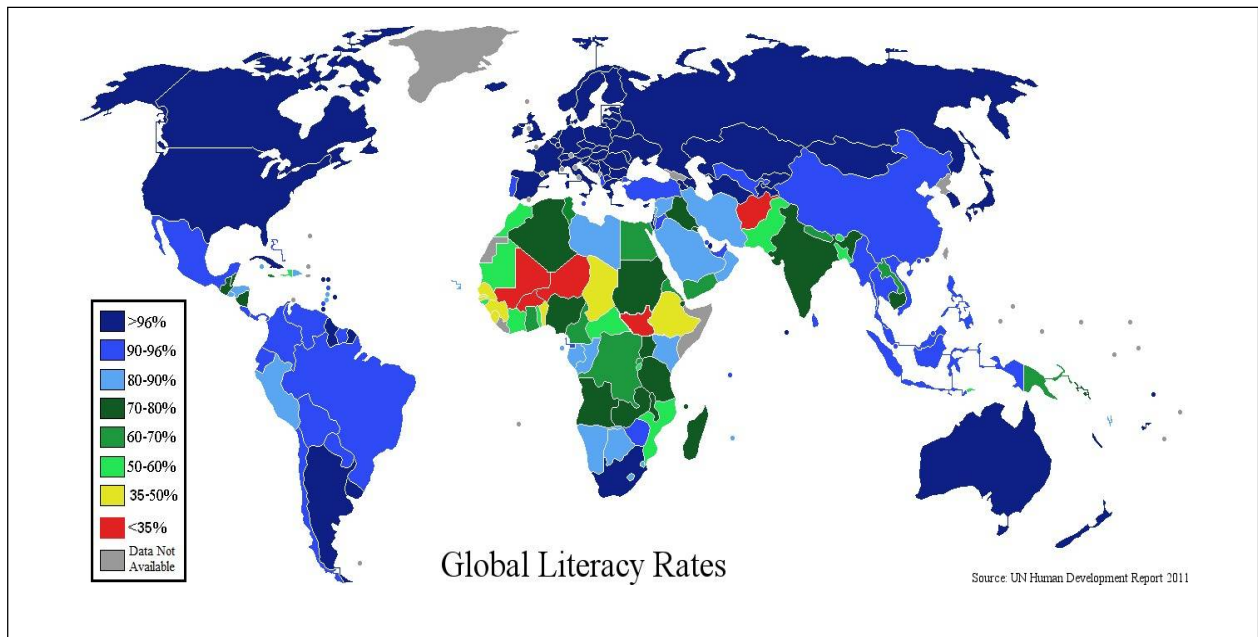 >96%
90-96%
80-90%
70-80%
60-70%
50-60%
35-50%
<35%
Data Not
Available
Global Literacy Rates
Source: UN Human Development Report 2011